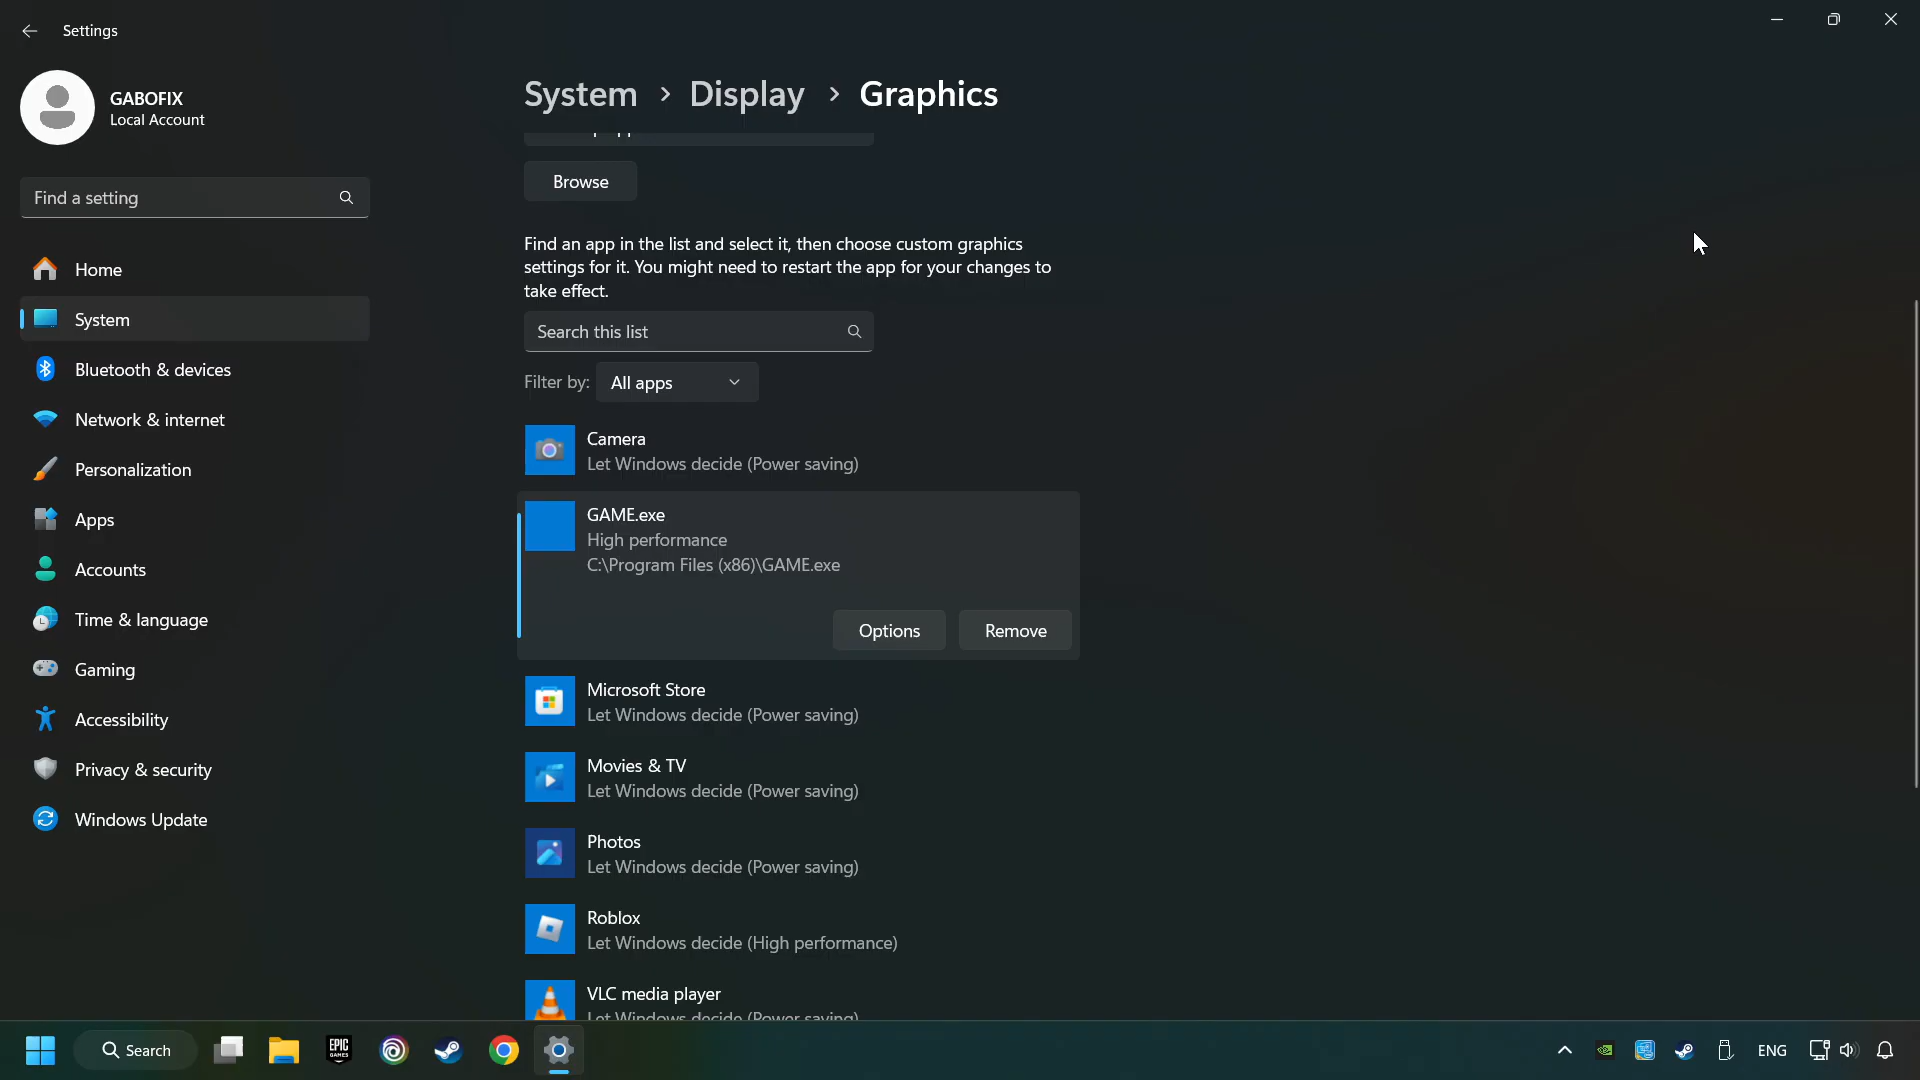 Settings
GABOFIX
Local Account
Find a setting
Home
System
Bluetooth & devices
Network & internet
Personalization
Apps
Accounts
Time & language
Gaming
Accessibility
Privacy & security
Windows Update
System > Display > Graphics
Browse
Find an app in the list and select it, then choose custom graphics
settings for it. You might need to restart the app for your changes to
take effect.
Search this list
Filter by: All apps
Camera
Let Windows decide (Power saving)
GAME.exe
High performance
C:\Program Files (x86)\GAME.exe
Options Remove
Microsoft Store
Let Windows decide (Power saving)
Movies & TV
Let Windows decide (Power saving)
Photos
Let Windows decide (Power saving)
Roblox
Let Windows decide (High performance)
VLC media player
Let Windows decide (Power saving)
Search EPIC GAMES ENG